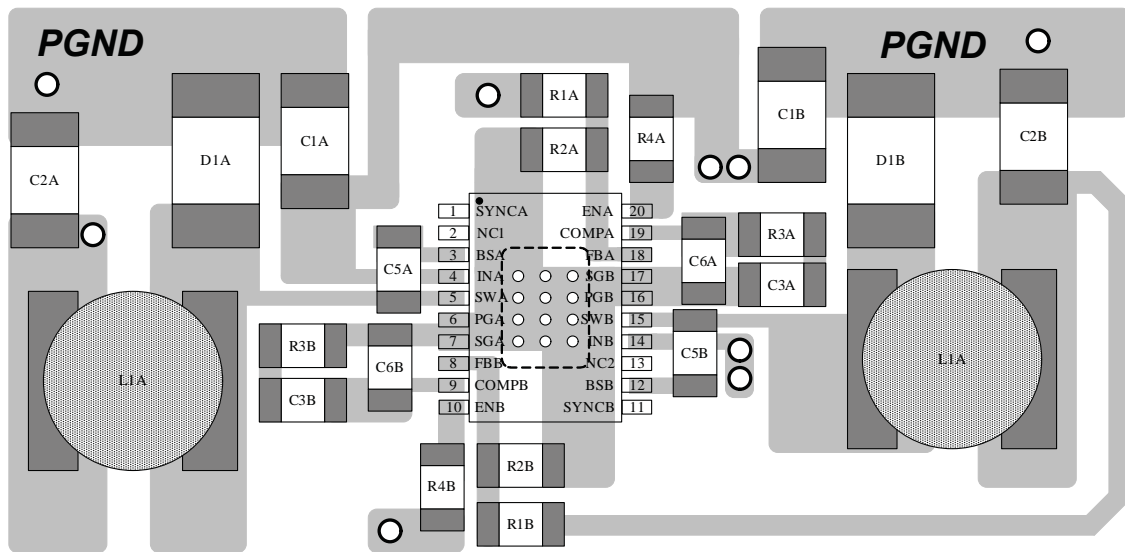 PGND
PGND
R1A
R4A
C1B
C2B
C1A
R2A
D1A
D1B
C2A
1 SYNCA ENA 20
2 NC1 COMPA 19
3 BSA FBA 18
4 INA SGB 17
5 SWA PGB 16
6 PGA SWB 15
7 SGA INB 14
8 FBB NC2 13
9 COMPB BSB 12
10 ENB SYNCB 11
R3A
C5A
C6A
C3A
R3B
C5B
C6B
L1A
L1A
C3B
R2B
R4B
R1B